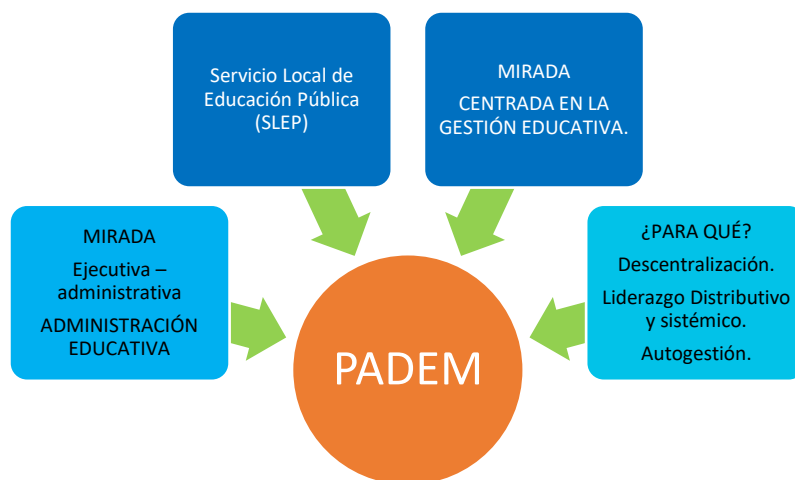 Servicio Local de
Educación Pública
(SLEP)
MIRADA
CENTRADA EN LA
GESTIÓN EDUCATIVA.
MIRADA
Ejecutiva –
administrativa
ADMINISTRACIÓN
EDUCATIVA
¿PARA QUÉ?
Descentralización.
Liderazgo Distributivo
y sistémico.
Autogestión.
PADEM